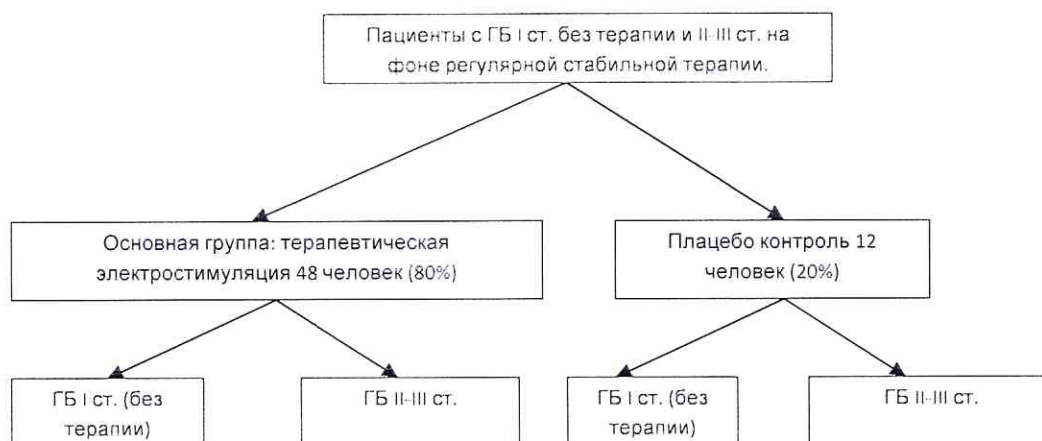 Пациенты с ГБ I ст. без терапии и II-III ст. на
фоне регулярной стабильной терапии.
Основная группа: терапевтическая
электростимуляция 48 человек (80%)
Плацебо контроль 12
человек (20%)
ГБ I ст. (без
терапии)
ГБ II-III ст.
ГБ I ст. (без
терапии)
ГБ II-III ст.